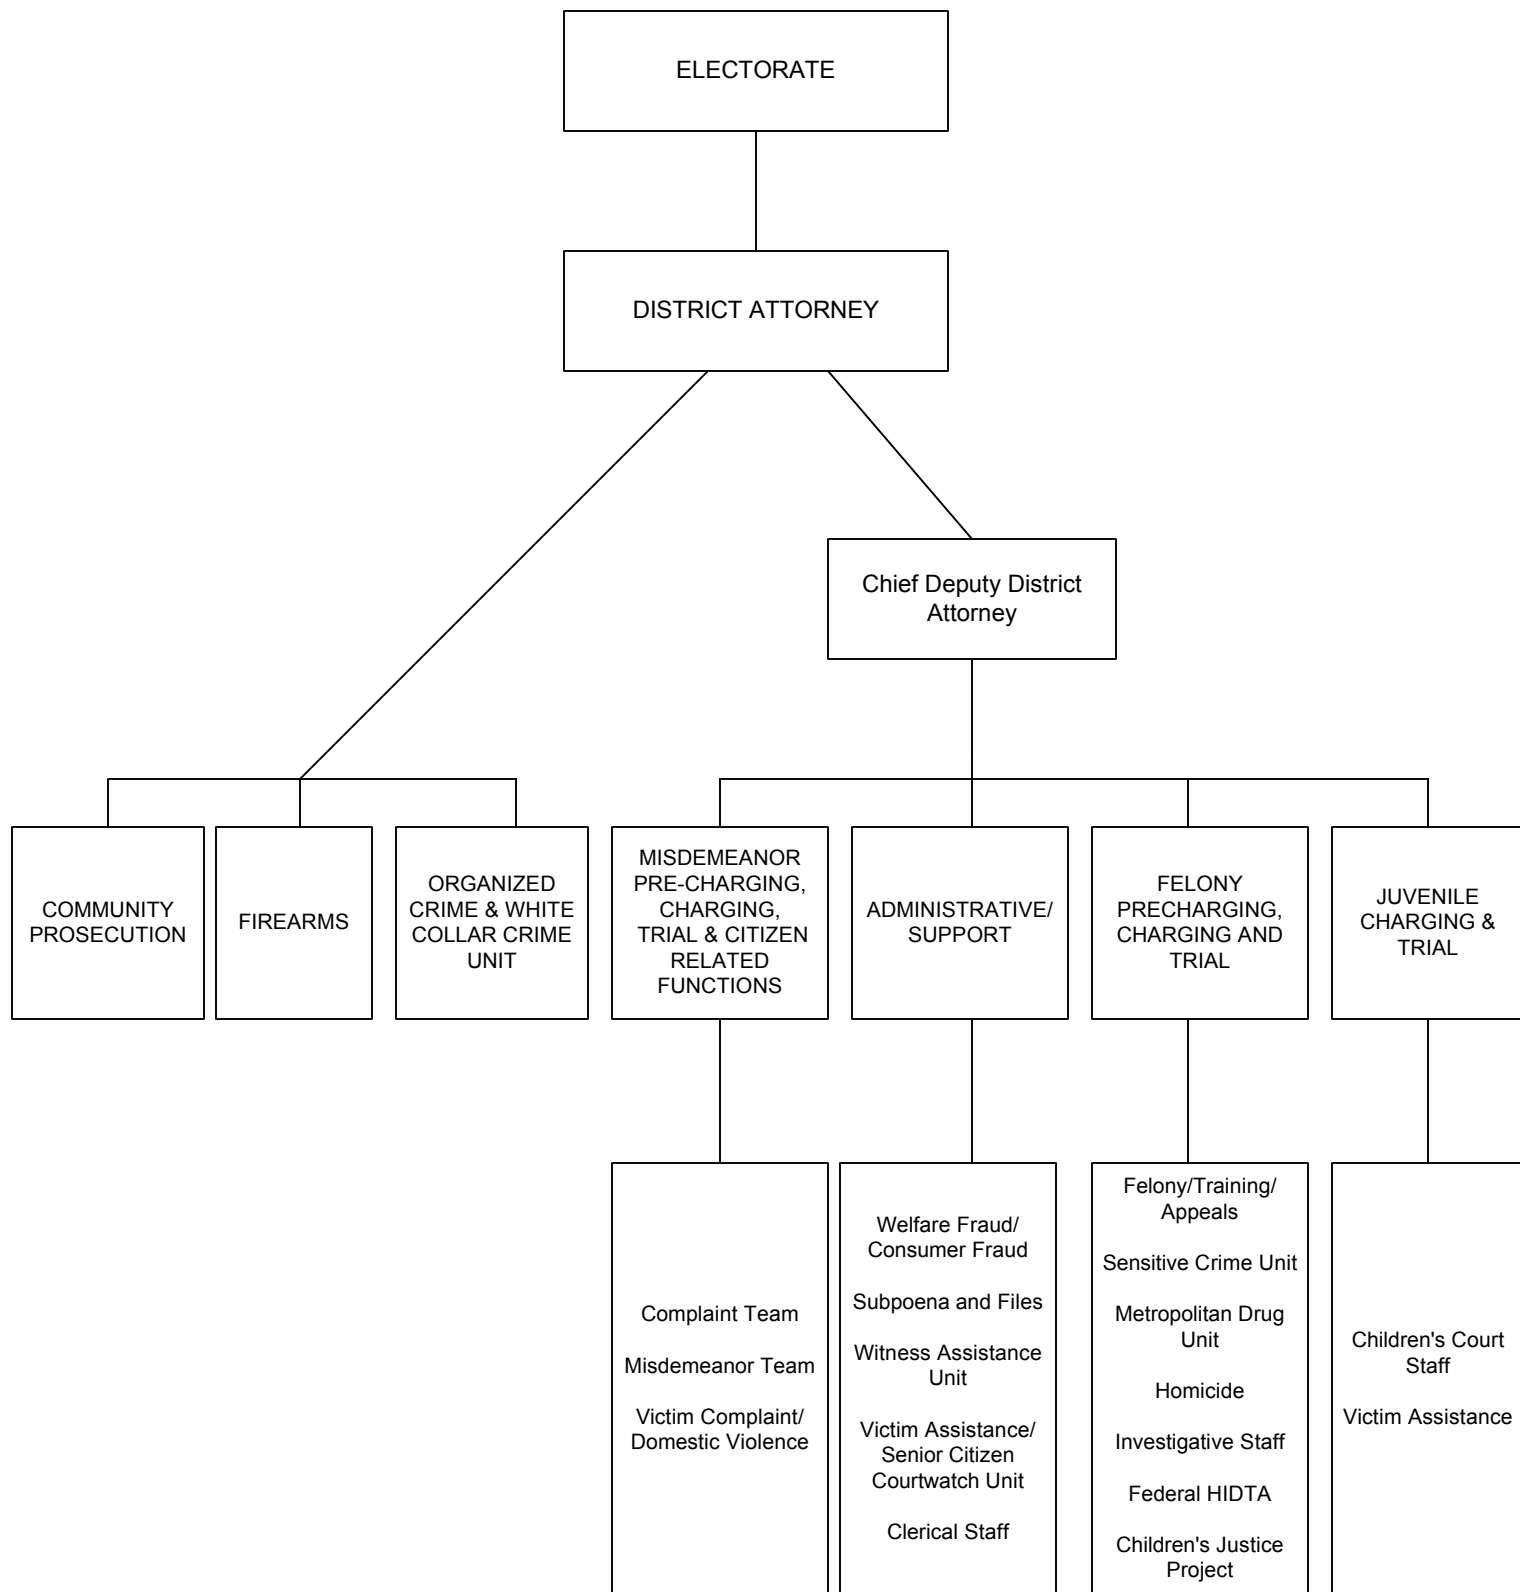 ELECTORATE
DISTRICT ATTORNEY
Chief Deputy District
Attorney
COMMUNITY
PROSECUTION
FIREARMS
ORGANIZED
CRIME & WHITE
COLLAR CRIME
UNIT
MISDEMEANOR
PRE-CHARGING,
CHARGING,
TRIAL & CITIZEN
RELATED
FUNCTIONS
ADMINISTRATIVE/
SUPPORT
FELONY
PRECHARGING,
CHARGING AND
TRIAL
JUVENILE
CHARGING &
TRIAL
Complaint Team
Misdemeanor Team
Victim Complaint/
Domestic Violence
Welfare Fraud/
Consumer Fraud
Subpoena and Files
Witness Assistance
Unit
Victim Assistance/
Senior Citizen
Courtwatch Unit
Clerical Staff
Felony/Training/
Appeals
Sensitive Crime Unit
Metropolitan Drug
Unit
Homicide
Investigative Staff
Federal HIDTA
Children's Justice
Project
Children's Court
Staff
Victim Assistance